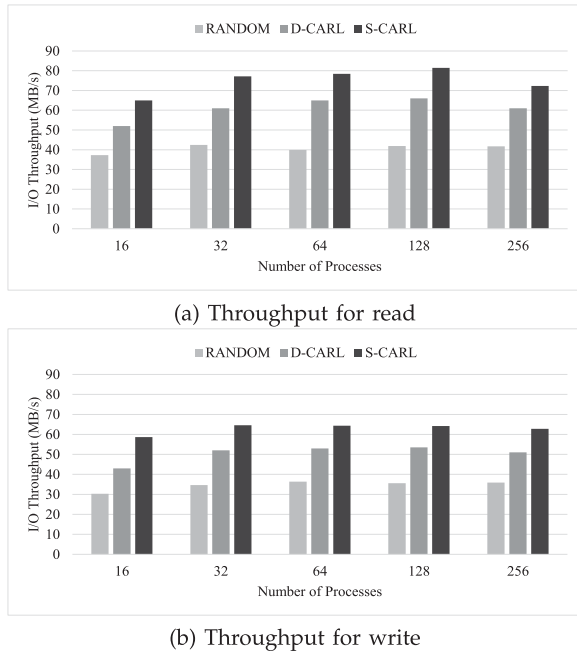 RANDOM D-CARL S-CARL
90
80
70
60
50
40
30
20
10
0
I/O Throughput (MB/s)
16 32 64 128 256
Number of Processes
(a) Throughput for read
RANDOM D-CARL S-CARL
90
80
70
60
50
40
30
20
10
0
I/O Throughput (MB/s)
16 32 64 128 256
Number of Processes
(b) Throughput for write